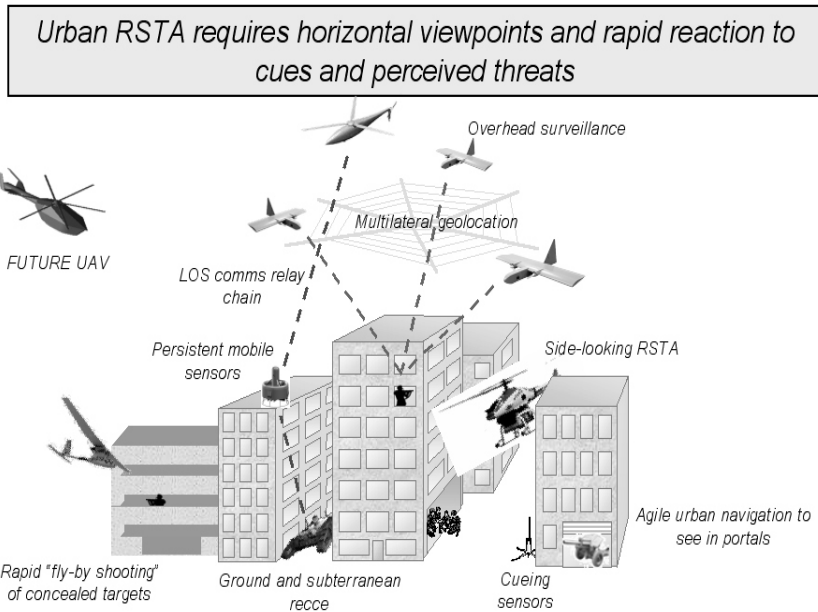 Urban RSTA requires horizontal viewpoints and rapid reaction to
cues and perceived threats
Overhead surveillance
Multilateral geolocation
FUTURE UAV
LOS comms relay
chain
Persistent mobile
sensors
Side-looking RSTA
Agile urban navigation to
see in portals
Rapid "fly-by shooting"
of concealed targets
Ground and subterranean
recce
Cueing
sensors